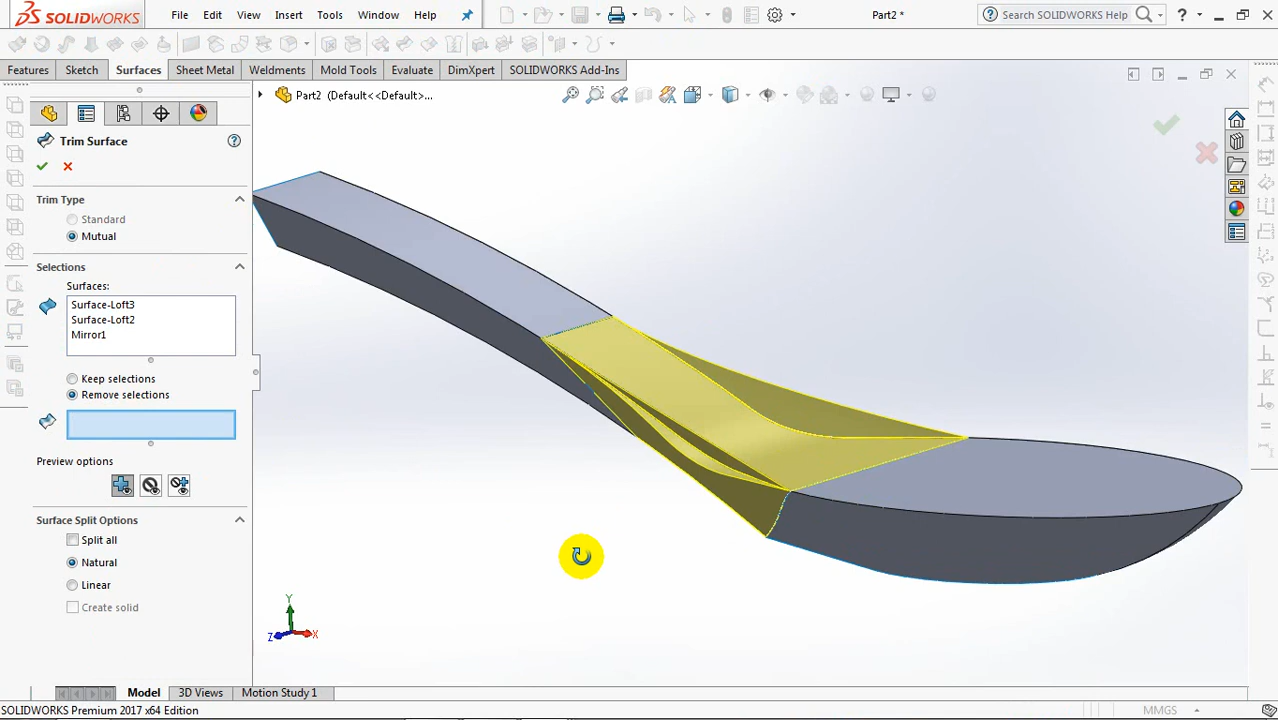 SOLIDWORKS
File Edit View Insert Tools Window Help
Part2 *
Search SOLIDWORKS Help
?
Features Sketch Surfaces Sheet Metal Weldments Mold Tools Evaluate DimXpert SOLIDWORKS Add-Ins
Part2 (Default<<Default>...
Trim Surface
?
Trim Type
Standard
Mutual
Selections
Surfaces:
Surface-Loft3
Surface-Loft2
Mirror1
Keep selections
Remove selections
Preview options
Surface Split Options
Split all
Natural
Linear
Create solid
Y
Z
X
Model 3D Views Motion Study 1
SOLIDWORKS Premium 2017 x64 Edition
MMGS